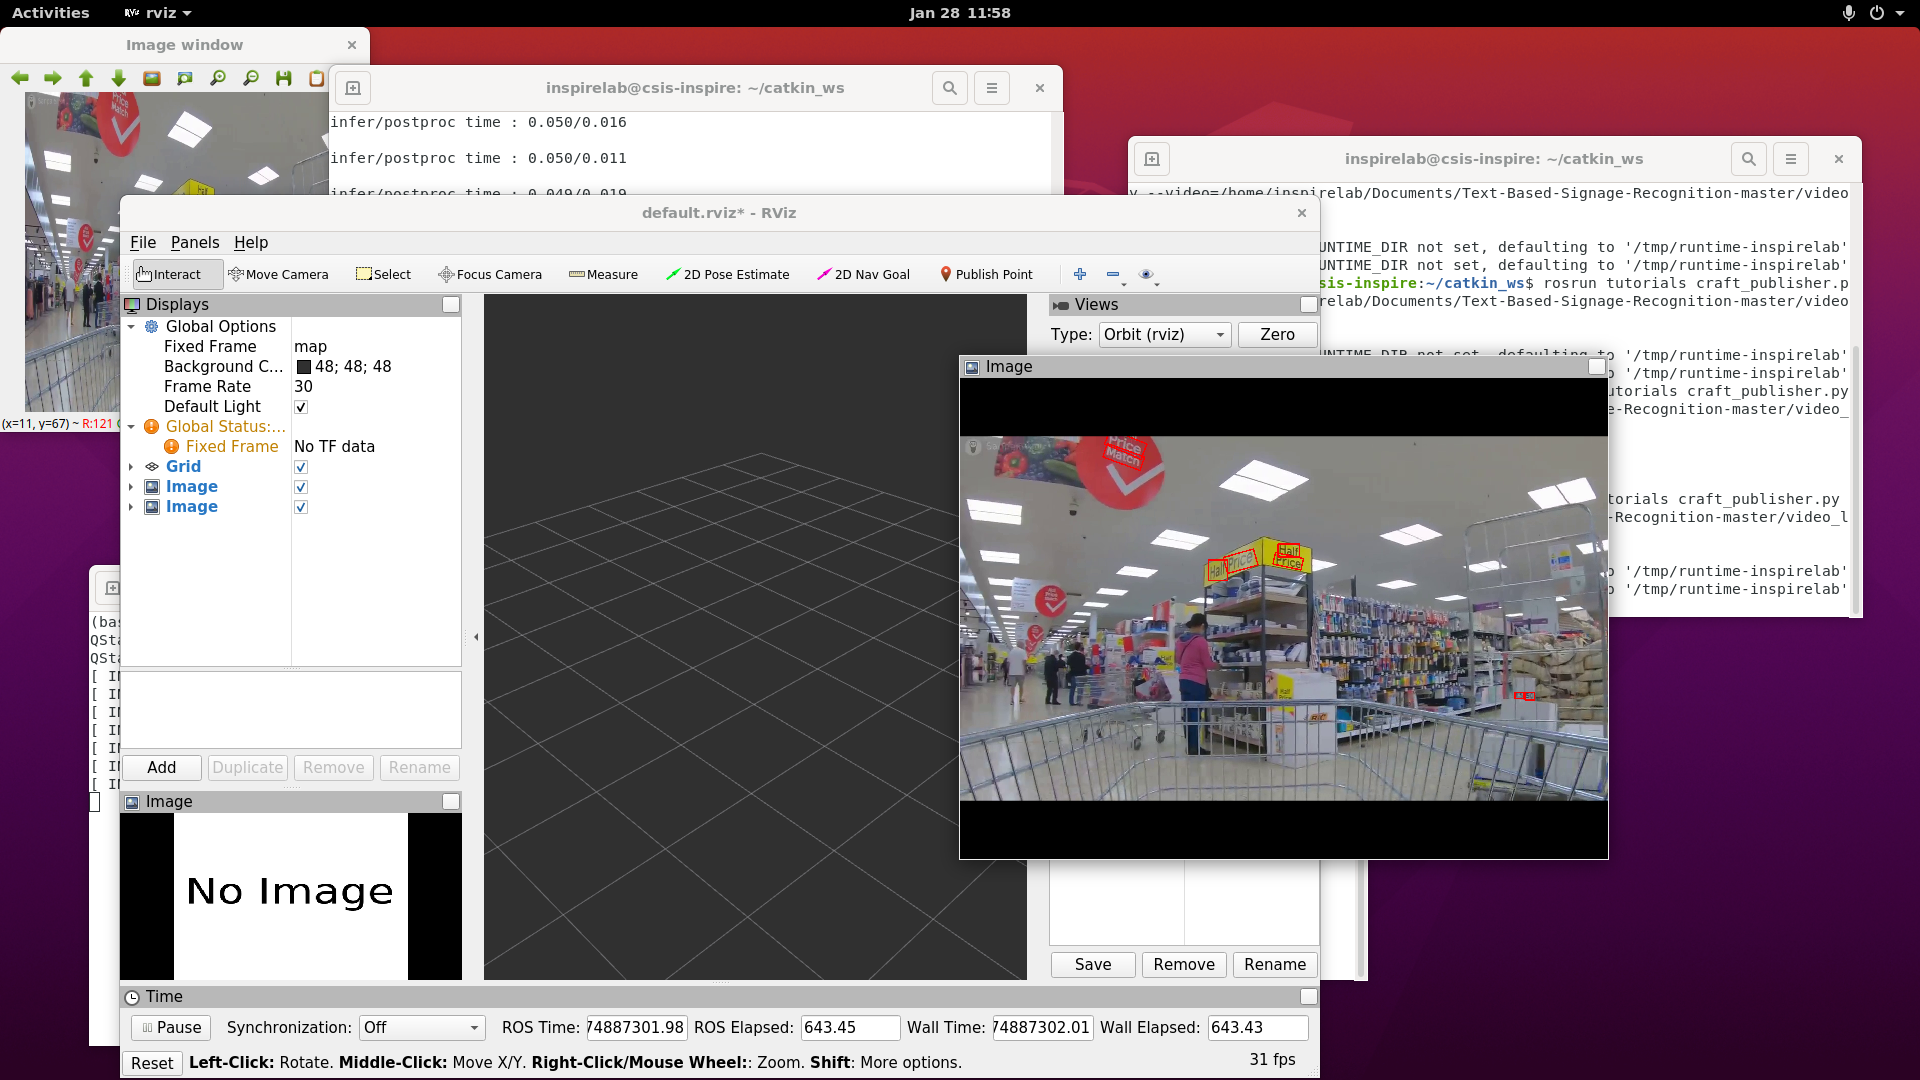 Activities
rviz
Jan 28 11:58
Image window
(x=11, y=67) ~ R:121
inspirelab@csis-inspire: ~/catkin_ws
infer/postproc time : 0.050/0.016
infer/postproc time : 0.050/0.011
infer/postproc time : 0.049/0.019
inspirelab@csis-inspire: ~/catkin_ws
y --video=/home/inspirelab/Documents/Text-Based-Signage-Recognition-master/video
UNTIME_DIR not set, defaulting to '/tmp/runtime-inspirelab'
UNTIME_DIR not set, defaulting to '/tmp/runtime-inspirelab'
sis-inspire:~/catkin_ws$ rosrun tutorials craft_publisher.p
relab/Documents/Text-Based-Signage-Recognition-master/video
UNTIME_DIR not set, defaulting to '/tmp/runtime-inspirelab'
o '/tmp/runtime-inspirelab'
utorials craft_publisher.py
e-Recognition-master/video_
torials craft_publisher.py
-Recognition-master/video_l
o '/tmp/runtime-inspirelab'
o '/tmp/runtime-inspirelab'
default.rviz* - RViz
File Panels Help
Interact Move Camera Select Focus Camera Measure 2D Pose Estimate 2D Nav Goal Publish Point
Displays
Global Options
Fixed Frame map
Background C... 48; 48; 48
Frame Rate 30
Default Light
Global Status:...
Fixed Frame No TF data
Grid
Image
Image
Add Duplicate Remove Rename
Image
No Image
Views
Type: Orbit (rviz) Zero
Image
Price
Match
Half Price
Half
Price
Save Remove Rename
(bas
QSta
QSta
[ IN
[ IN
[ IN
[ IN
[ IN
[ IN
[ IN
Time
Pause Synchronization: Off ROS Time: 74887301.98 ROS Elapsed: 643.45 Wall Time: 74887302.01 Wall Elapsed: 643.43
Reset Left-Click: Rotate. Middle-Click: Move X/Y. Right-Click/Mouse Wheel:: Zoom. Shift: More options. 31 fps